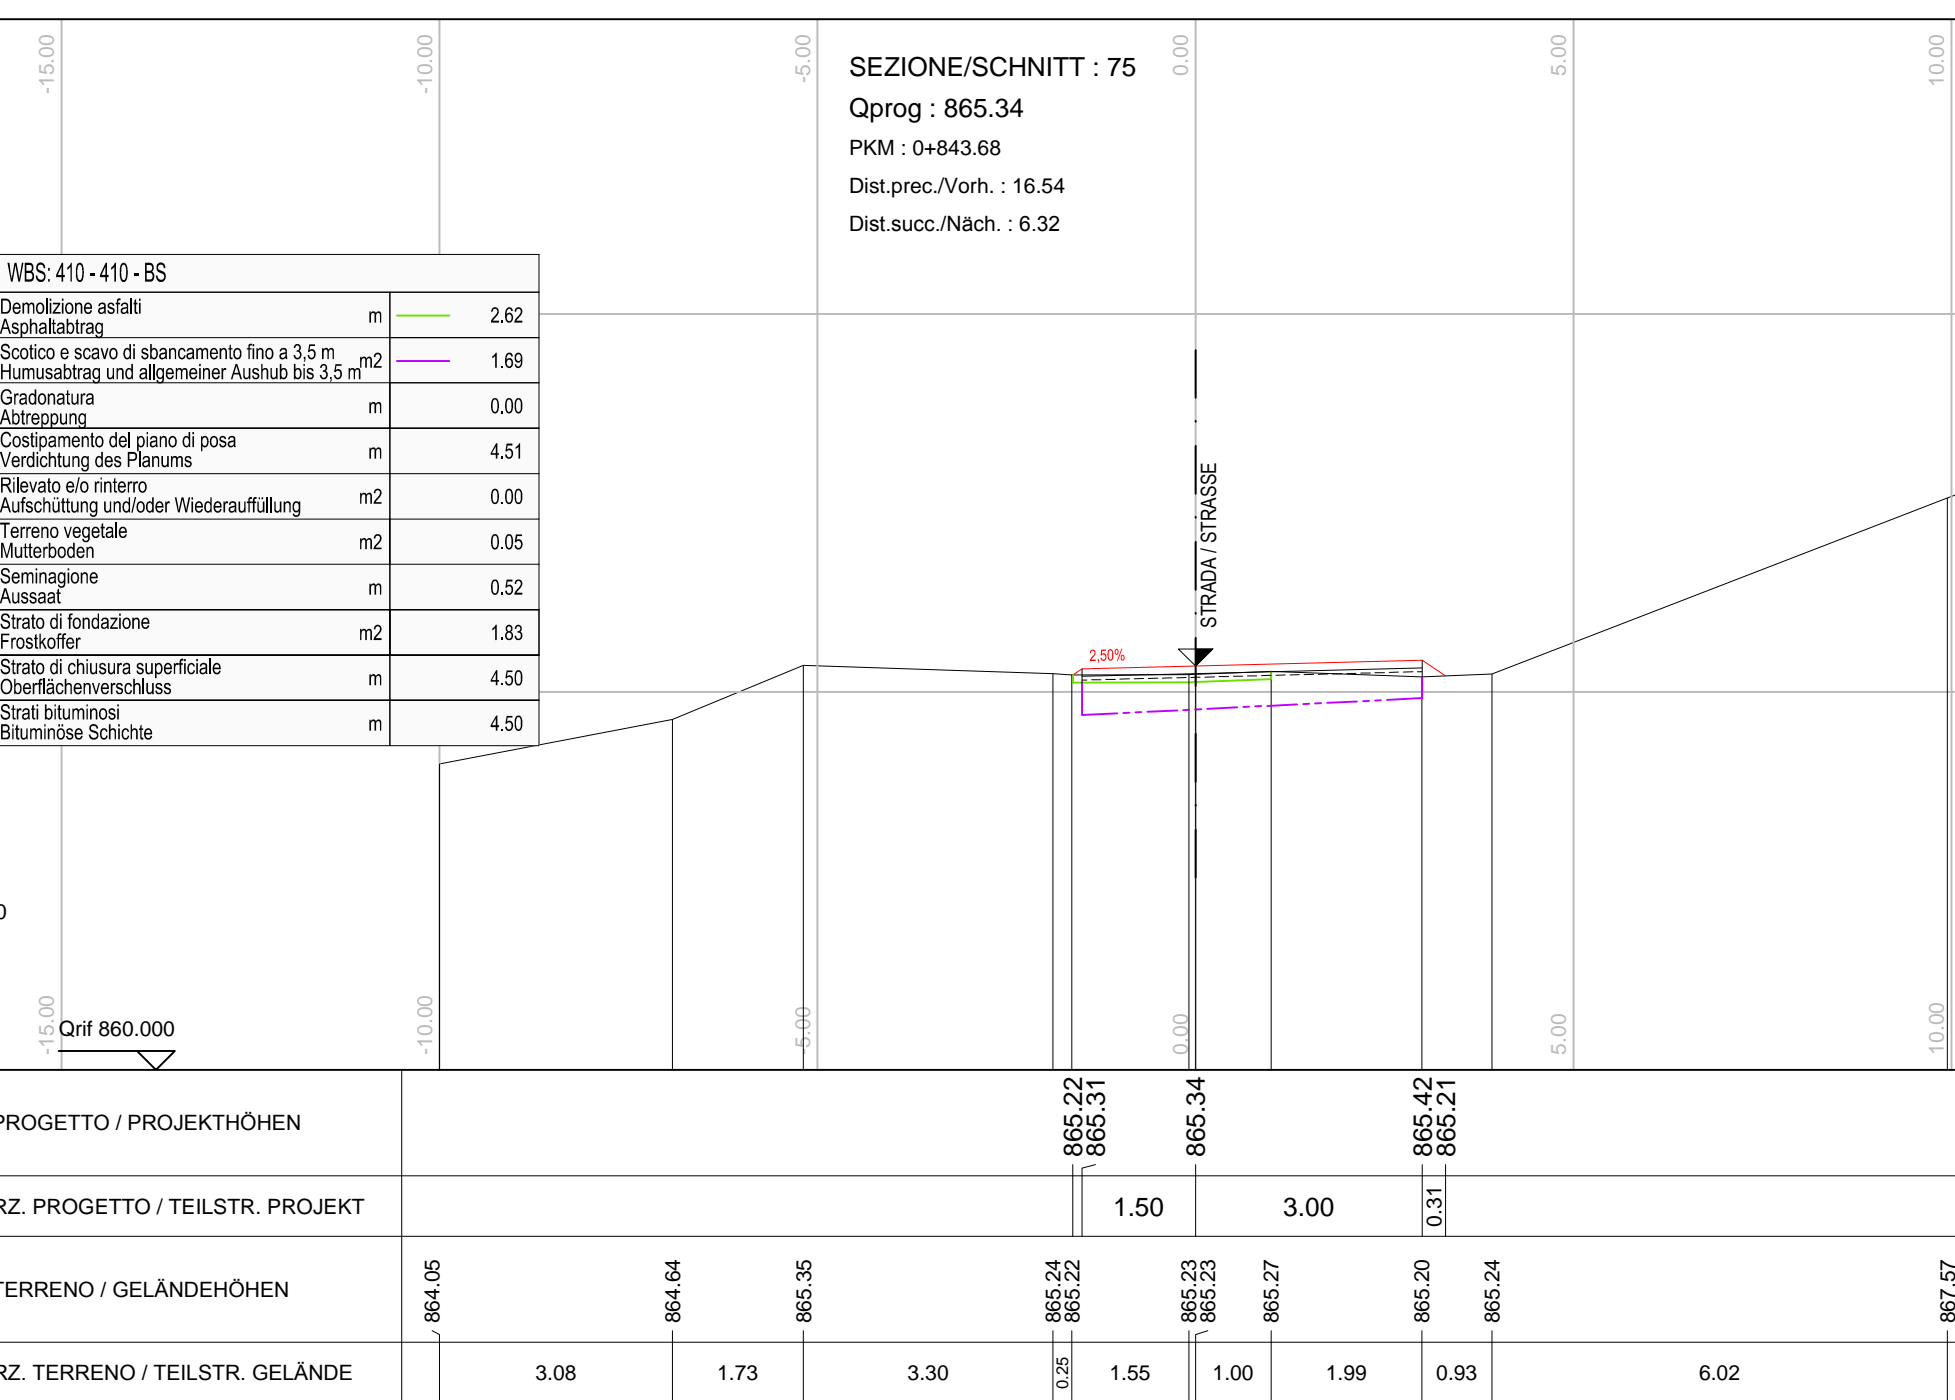 -15.00
-10.00
-5.00
0.00
5.00
10.00
SEZIONE/SCHNITT : 75
Qprog : 865.34
PKM : 0+843.68
Dist.prec./Vorh. : 16.54
Dist.succ./Näch. : 6.32
WBS: 410 - 410 - BS
Demolizione asfalti
Asphaltabtrag
m 2.62
Scotico e scavo di sbancamento fino a 3,5 m
Humusabtrag und allgemeiner Aushub bis 3,5 m
m2 1.69
Gradonatura
Abtreppung
m 0.00
Costipamento del piano di posa
Verdichtung des Planums
m 4.51
Rilevato e/o rinterro
Aufschüttung und/oder Wiederauffüllung
m2 0.00
Terreno vegetale
Mutterboden
m2 0.05
Seminagione
Aussaat
m 0.52
Strato di fondazione
Frostkoffer
m2 1.83
Strato di chiusura superficiale
Oberflächenverschluss
m 4.50
Strati bituminosi
Bituminöse Schichte
m 4.50
STRADA / STRASSE
2,50%
-15.00
-10.00
-5.00
0.00
5.00
10.00
Qrif 860.000
PROGETTO / PROJEKTHÖHEN
865.22
865.31
865.34
865.42
865.21
RZ. PROGETTO / TEILSTR. PROJEKT
1.50
3.00
0.31
TERRENO / GELÄNDEHÖHEN
864.05
864.64
865.35
865.24
865.22
865.23
865.23
865.27
865.20
865.24
867.57
RZ. TERRENO / TEILSTR. GELÄNDE
3.08
1.73
3.30
0.25
1.55
1.00
1.99
0.93
6.02